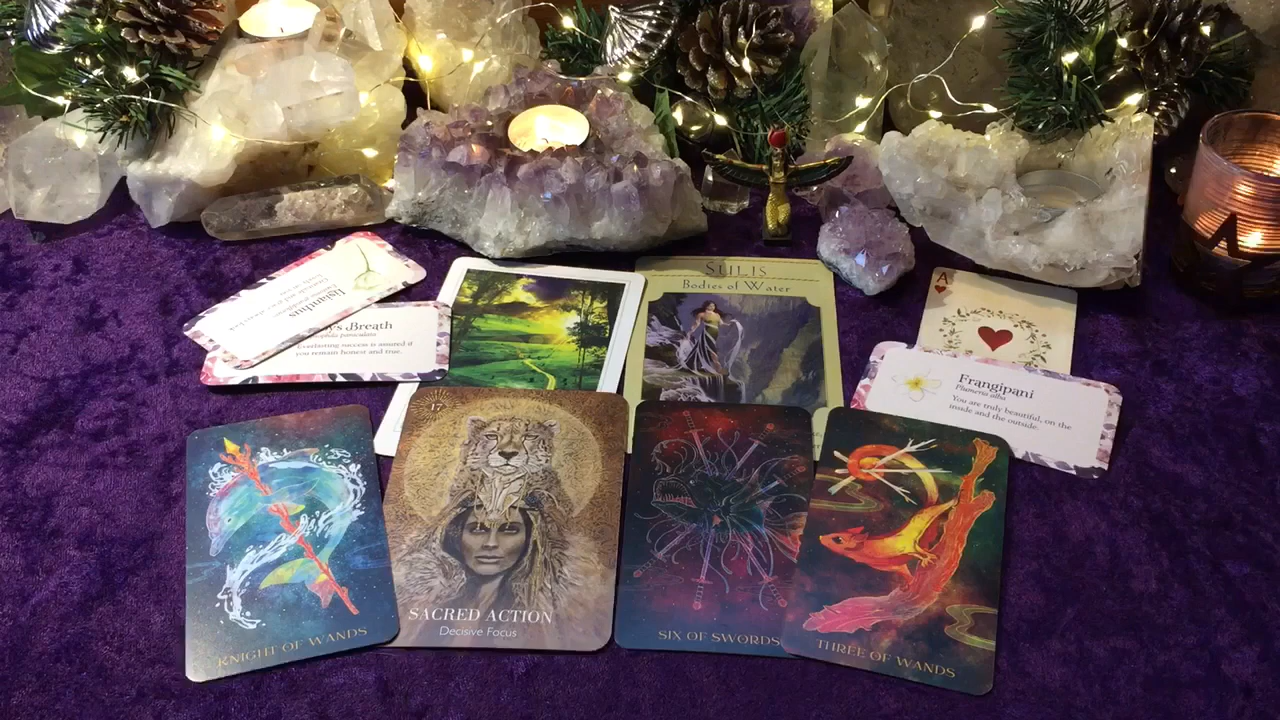 Lisianthus
ys Breath
Everlasting success is assured if
you remain honest and true.
SULIS
Bodies of Water
A
Frangipani
Plumeria alba
You are truly beautiful, on the
inside and the outside.
KNIGHT OF WANDS
17
SACRED ACTION
Decisive Focus
SIX OF SWORDS
THREE OF WANDS